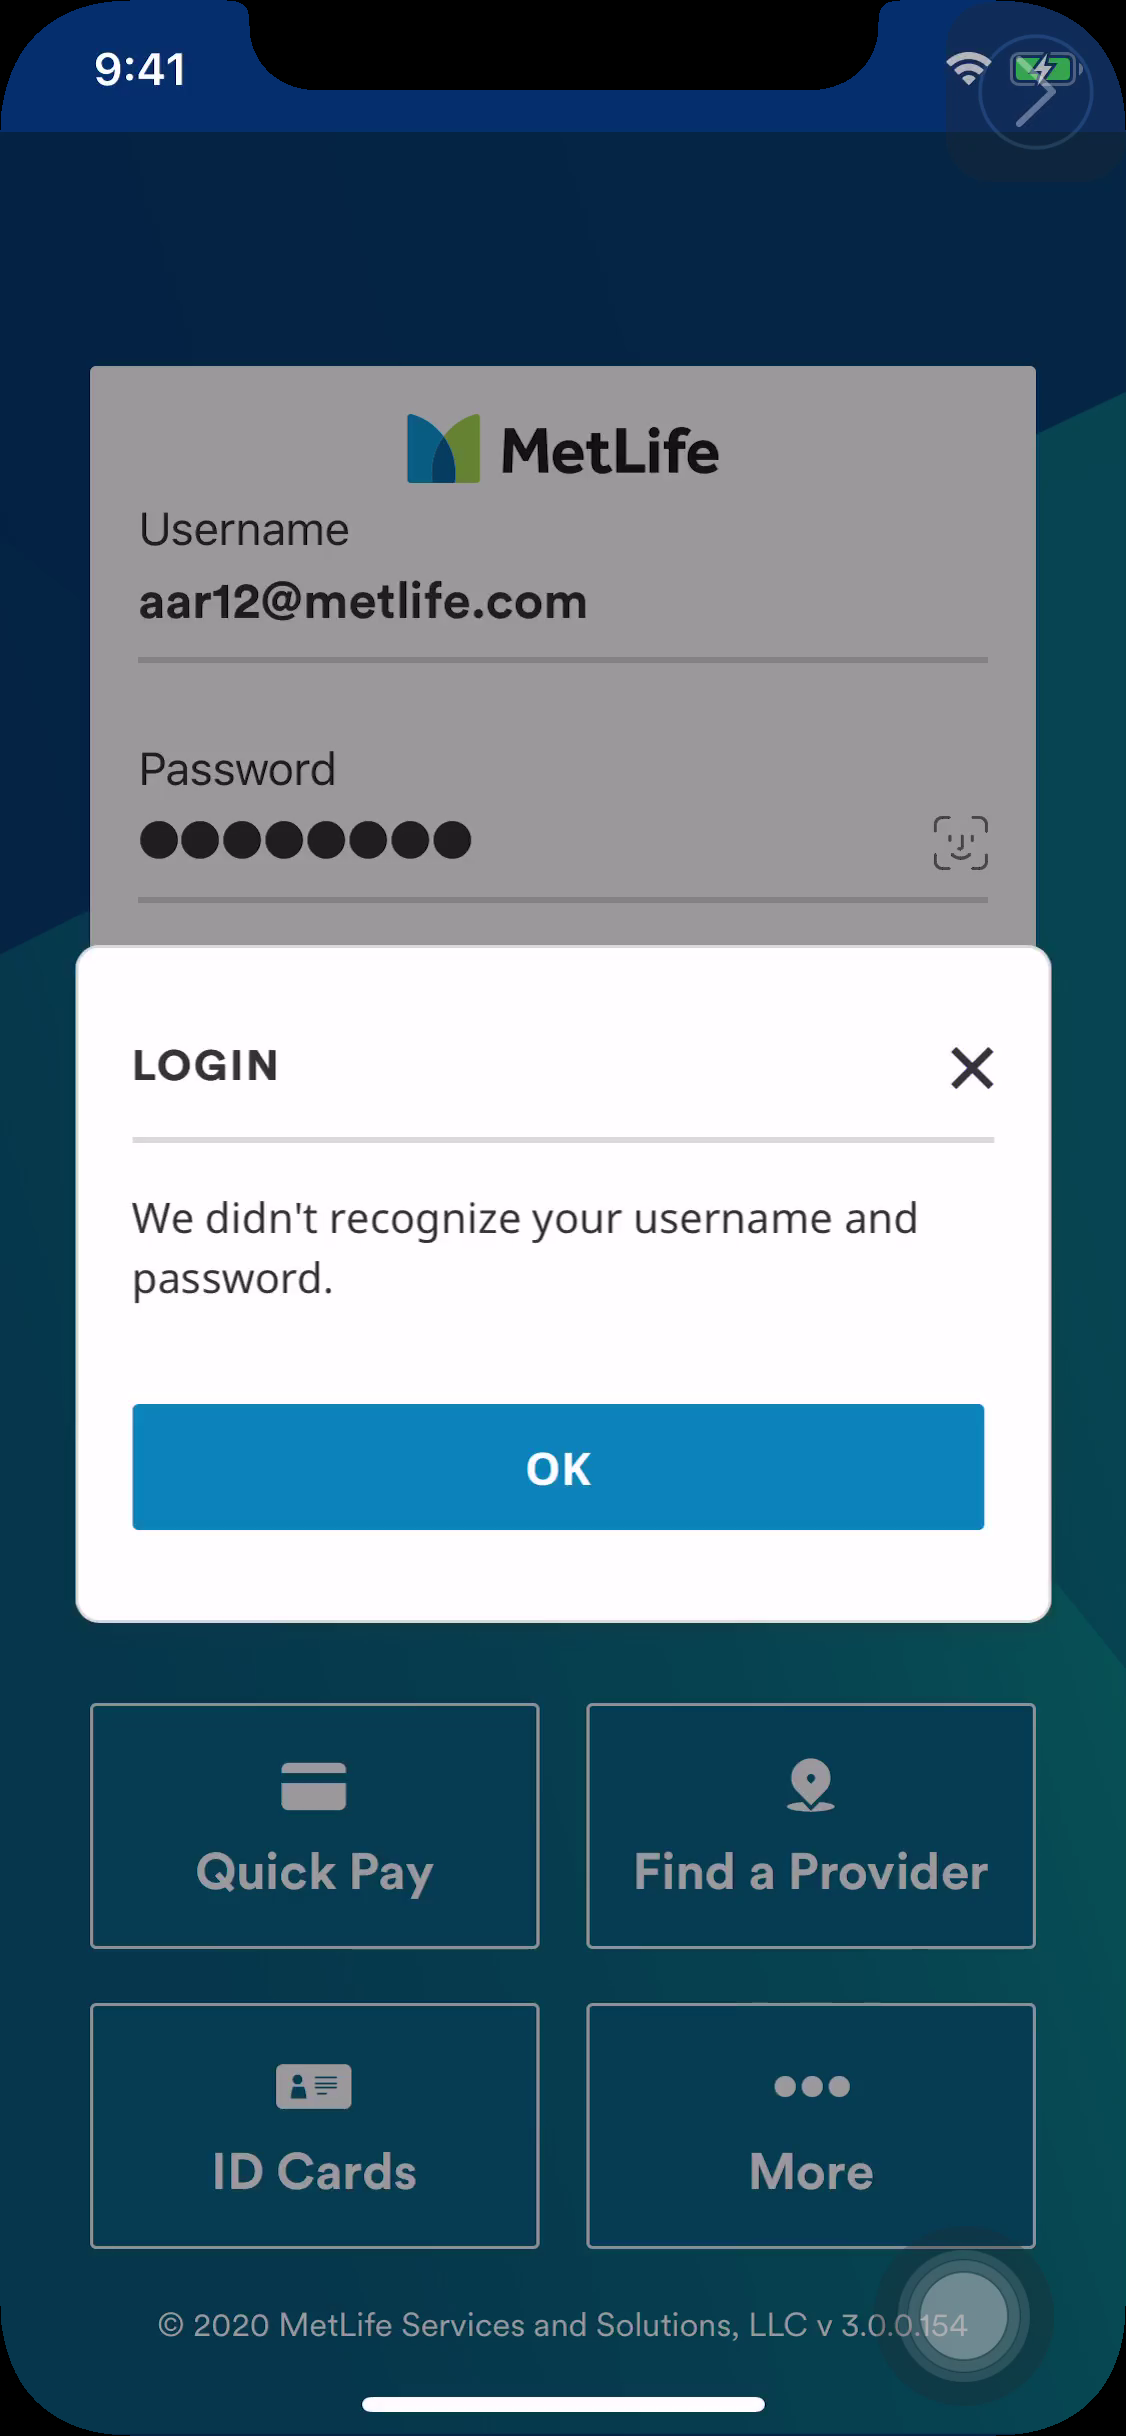 9:41
MetLife
Username
aar12@metlife.com
Password
LOGIN
We didn't recognize your username and
password.
OK
Quick Pay
Find a Provider
ID Cards
More
© 2020 MetLife Services and Solutions, LLC v 3.0.0.154